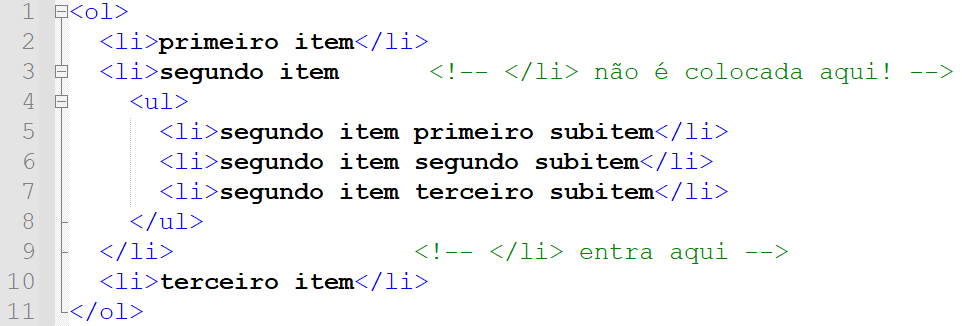 1 <ol>
2 <li>primeiro item</li>
3 <li>segundo item <!-- </li> não é colocada aqui! -->
4 <ul>
5 <li>segundo item primeiro subitem</li>
6 <li>segundo item segundo subitem</li>
7 <li>segundo item terceiro subitem</li>
8 </ul>
9 </li> <!-- </li> entra aqui -->
10 <li>terceiro item</li>
11 </ol>